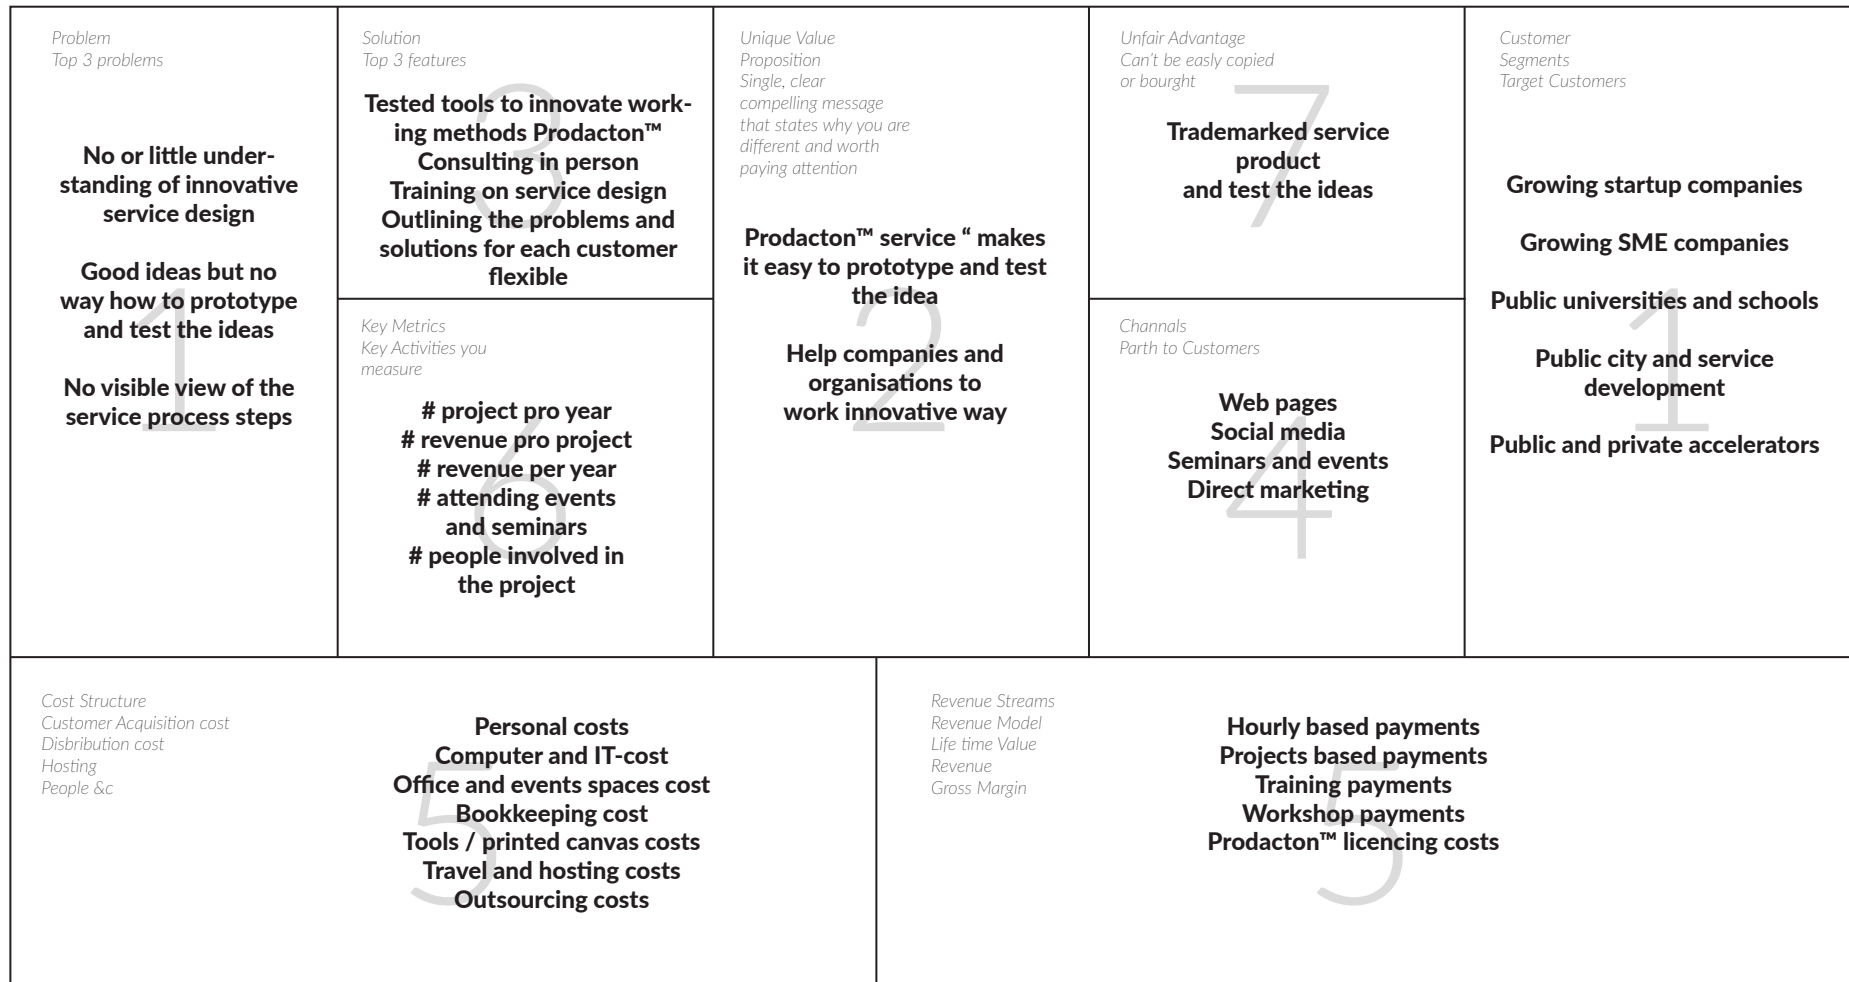 Problem
Top 3 problems
No or little under-
standing of innovative
service design
Good ideas but no
way how to prototype
and test the ideas
No visible view of the
service process steps
1
Solution
Top 3 features
Tested tools to innovate work-
ing methods Prodacton™
Consulting in person
Training on service design
Outlining the problems and
solutions for each customer
flexible
3
Key Metrics
Key Activities you
measure
# project pro year
# revenue pro project
# revenue per year
# attending events
and seminars
# people involved in
the project
6
Unique Value
Proposition
Single, clear
compelling message
that states why you are
different and worth
paying attention
Prodacton™ service “ makes
it easy to prototype and test
the idea
Help companies and
organisations to
work innovative way
2
Unfair Advantage
Can't be easly copied
or bourght
Trademarked service
product
and test the ideas
7
Channals
Parth to Customers
Web pages
Social media
Seminars and events
Direct marketing
4
Customer
Segments
Target Customers
Growing startup companies
Growing SME companies
Public universities and schools
Public city and service
development
Public and private accelerators
1
Cost Structure
Customer Acquisition cost
Disbribution cost
Hosting
People &c
Personal costs
Computer and IT-cost
Office and events spaces cost
Bookkeeping cost
Tools / printed canvas costs
Travel and hosting costs
Outsourcing costs
5
Revenue Streams
Revenue Model
Life time Value
Revenue
Gross Margin
Hourly based payments
Projects based payments
Training payments
Workshop payments
Prodacton™ licencing costs
5